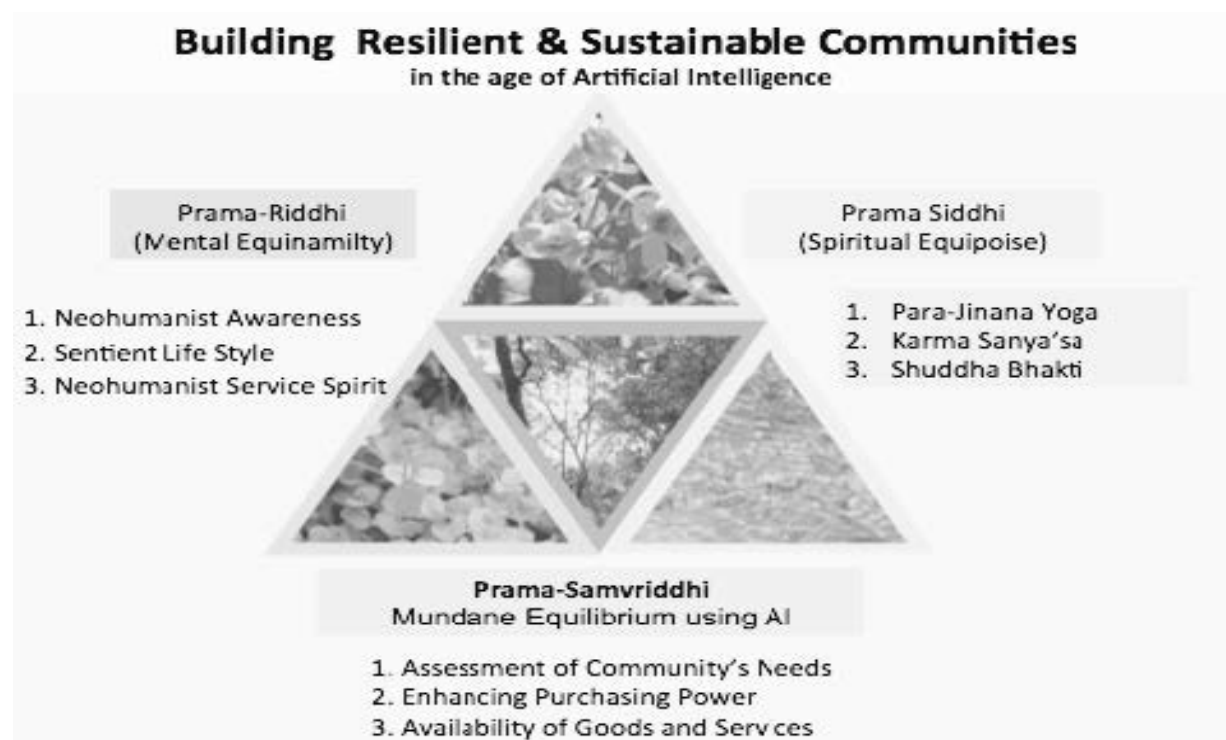 Building Resilient & Sustainable Communities
in the age of Artificial Intelligence
Prama-Riddhi
(Mental Equinamilty)
1. Neohumanist Awareness
2. Sentient Life Style
3. Neohumanist Service Spirit
Prama Siddhi
(Spiritual Equipoise)
1. Para-Jinana Yoga
2. Karma Sanya'sa
3. Shuddha Bhakti
Prama-Samvriddhi
Mundane Equilibrium using AI
1. Assessment of Community's Needs
2. Enhancing Purchasing Power
3. Availability of Goods and Services